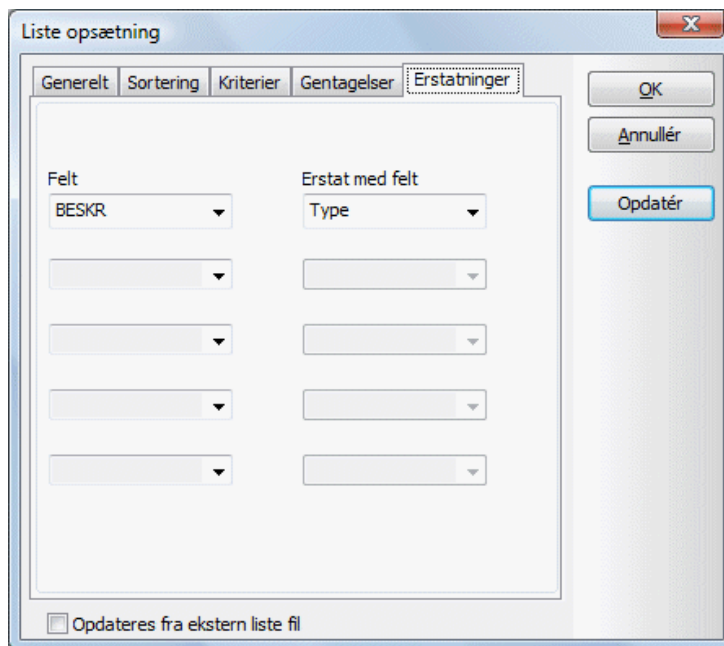 Liste opsætning
Generelt Sortering Kriterier Gentagelser Erstatninger
OK
Annullér
Opdatér
Felt Erstat med felt
BESKR Type
Opdateres fra ekstern liste fil